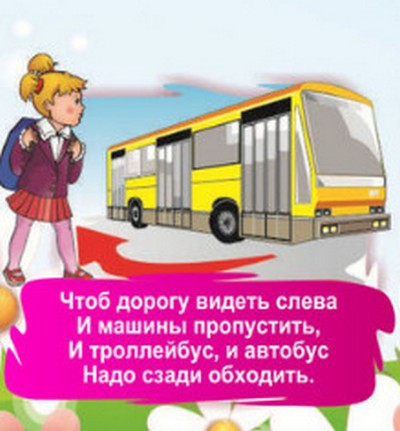 Чтоб дорогу видеть слева
И машины пропустить,
И троллейбус, и автобус
Надо сзади обходить.